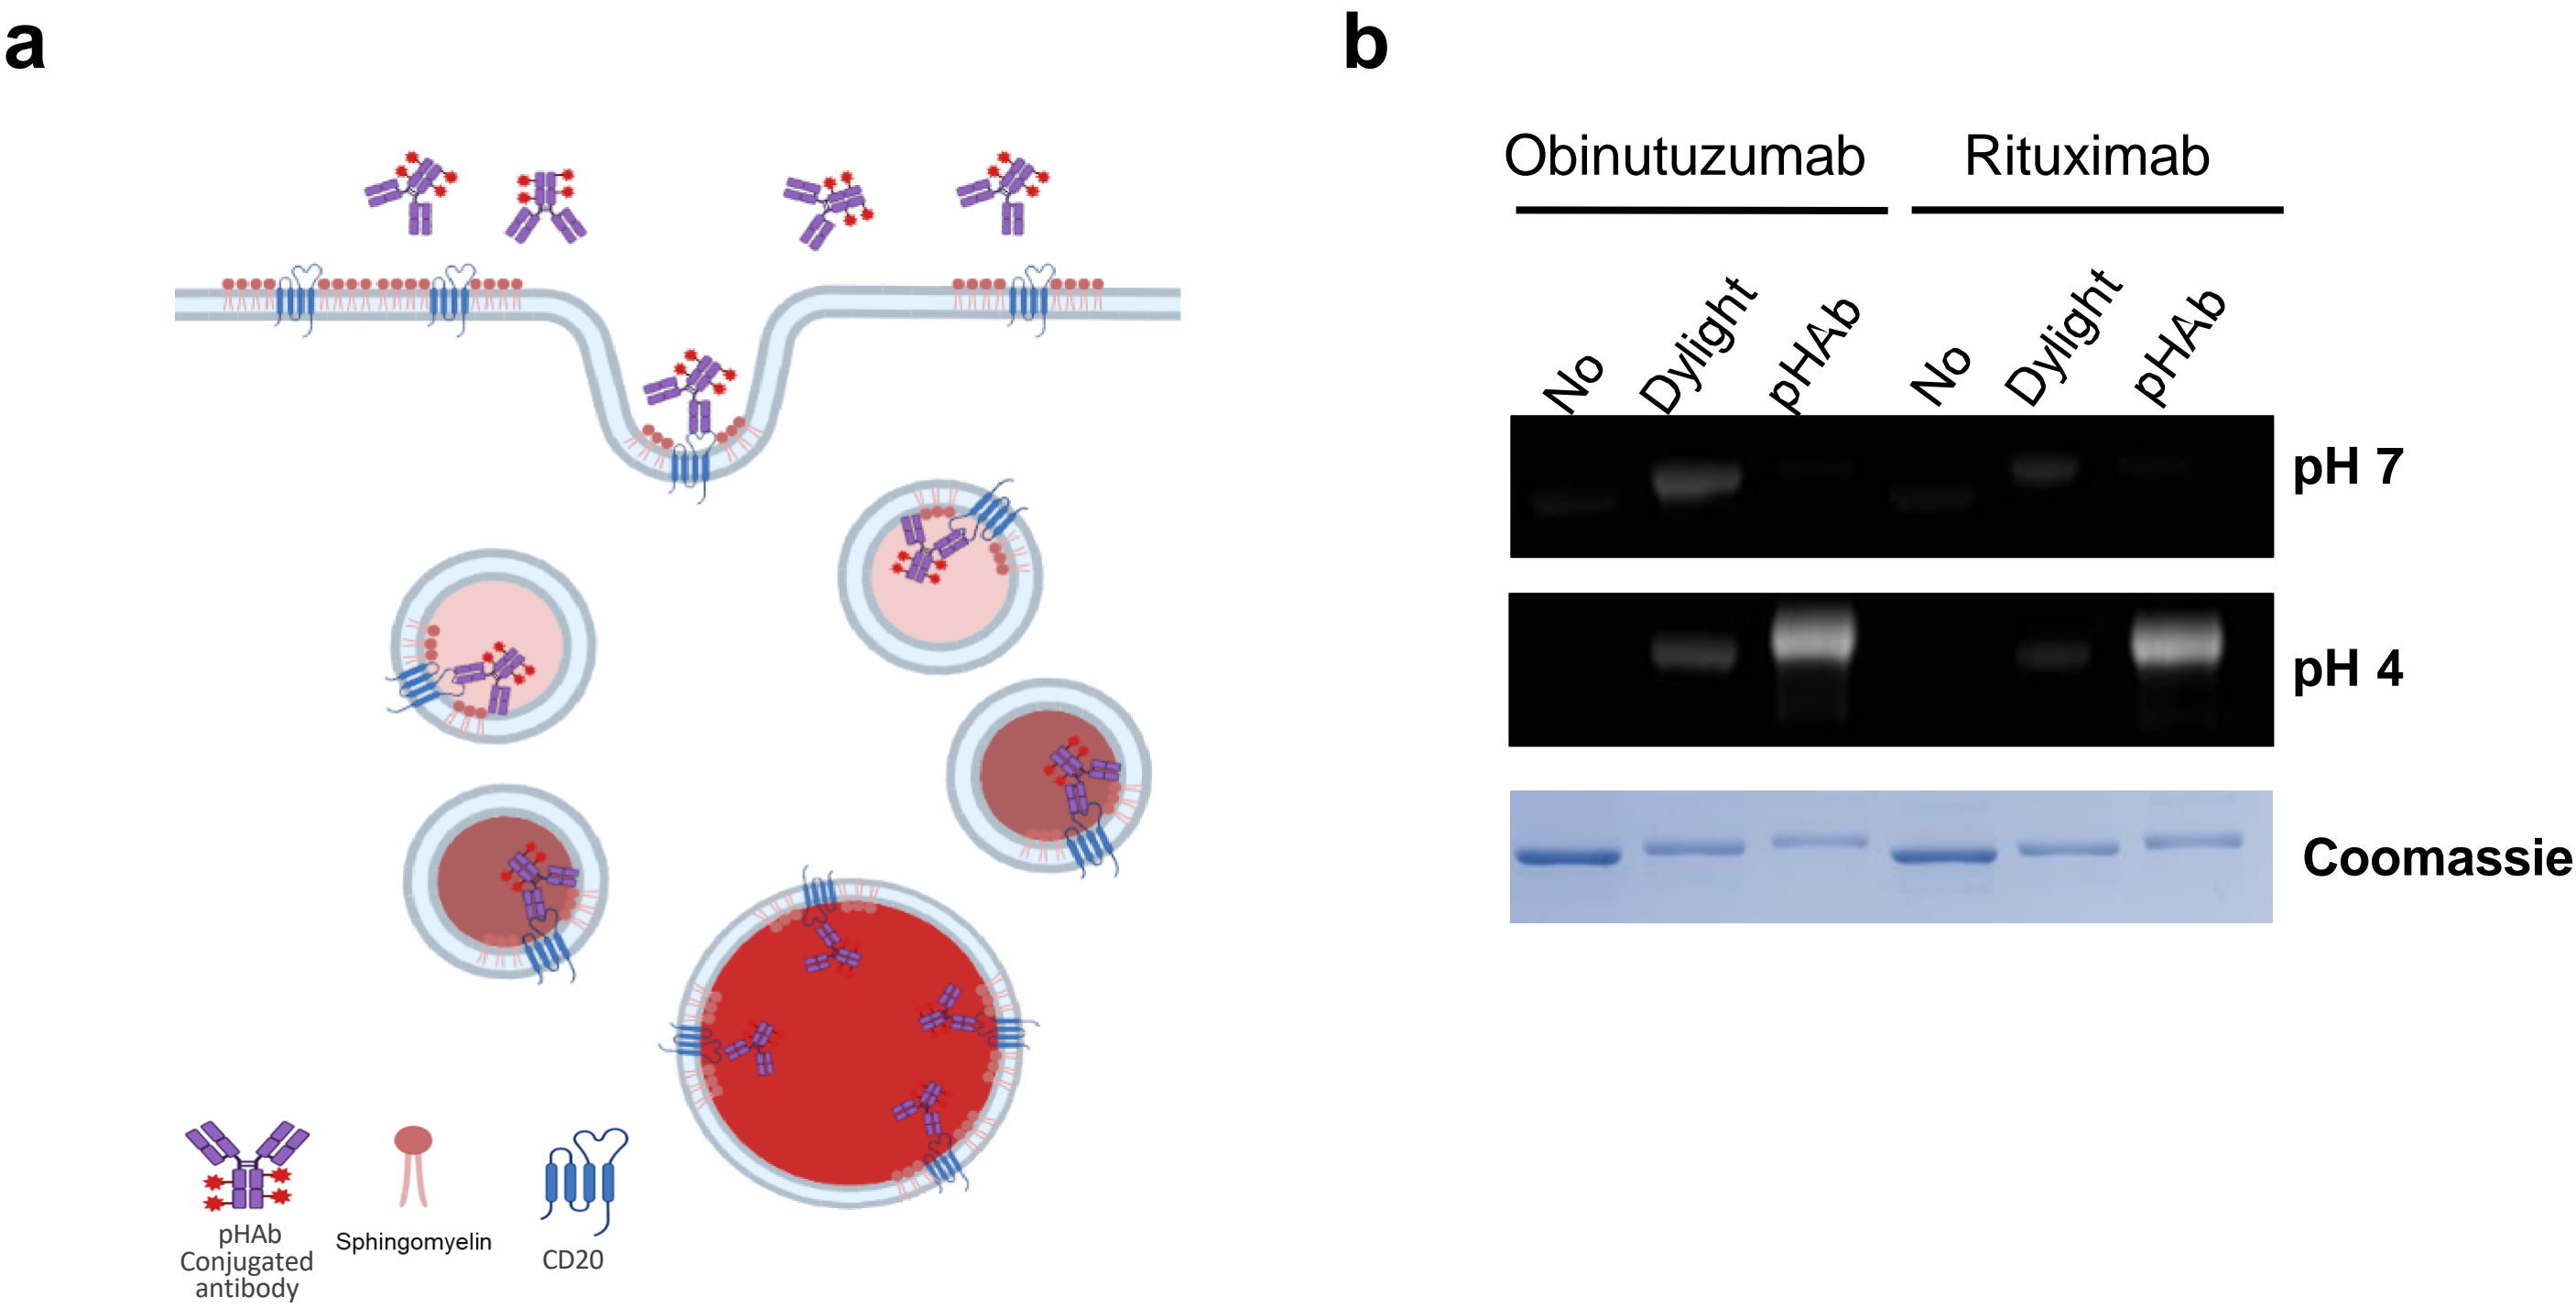 a
pHAb
Conjugated
antibody
Sphingomyelin
CD20
b
Obinutuzumab
Rituximab
No
Dylight
pHAb
No
Dylight
pHAb
pH 7
pH 4
Coomassie